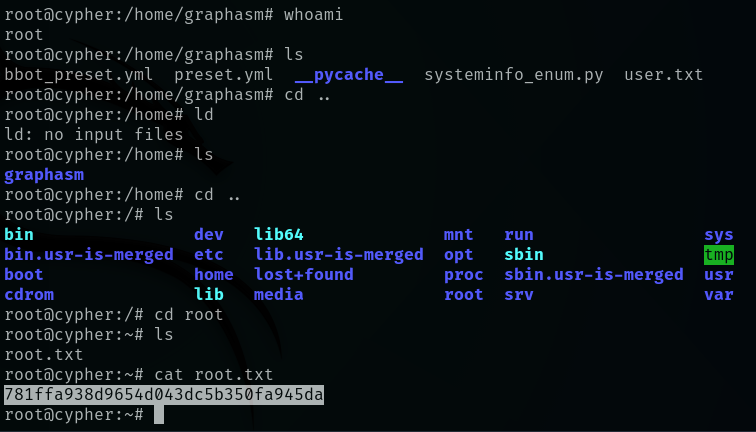 root@cypher:/home/graphasm# whoami
root
root@cypher:/home/graphasm# ls
bbot_preset.yml  preset.yml  __pycache__  systeminfo_enum.py  user.txt
root@cypher:/home/graphasm# cd ..
root@cypher:/home# ld
ld: no input files
root@cypher:/home# ls
graphasm
root@cypher:/home# cd ..
root@cypher:/# ls
bin                dev   lib64              mnt   run                sys
bin.usr-is-merged  etc   lib.usr-is-merged  opt   sbin               tmp
boot               home  lost+found         proc  sbin.usr-is-merged  usr
cdrom              lib   media              root  srv                var
root@cypher:/# cd root
root@cypher:~# ls
root.txt
root@cypher:~# cat root.txt
781ffa938d9654d043dc5b350fa945da
root@cypher:~#